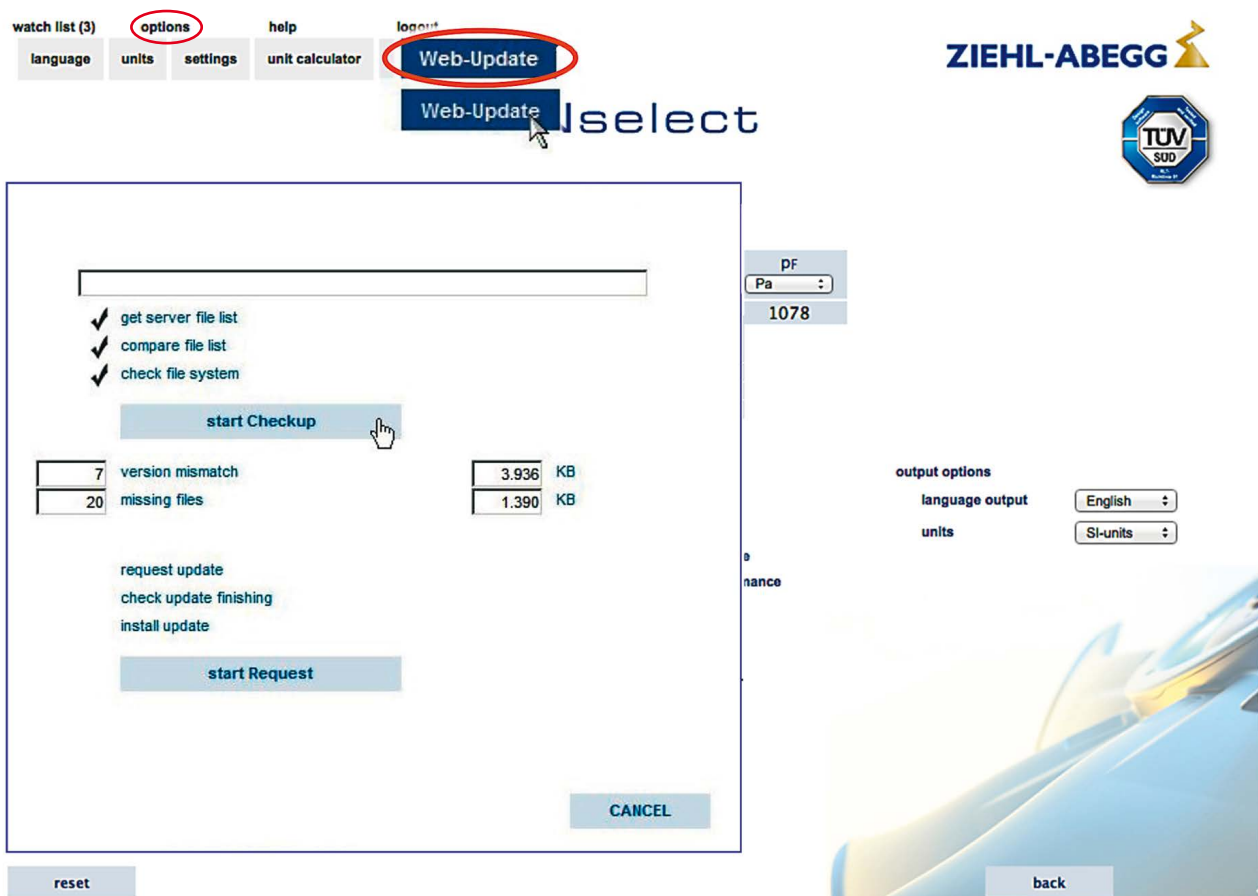 watch list (3) options help logout
language units settings unit calculator Web-Update
ZIEHL-ABEGG
Web-Update
select
TÜV
SÜD
pF
Pa
1078
get server file list
compare file list
check file system
start Checkup
7 version mismatch 3.936 KB
20 missing files 1.390 KB
output options
language output English
units SI-units
request update
check update finishing
install update
start Request
CANCEL
reset back